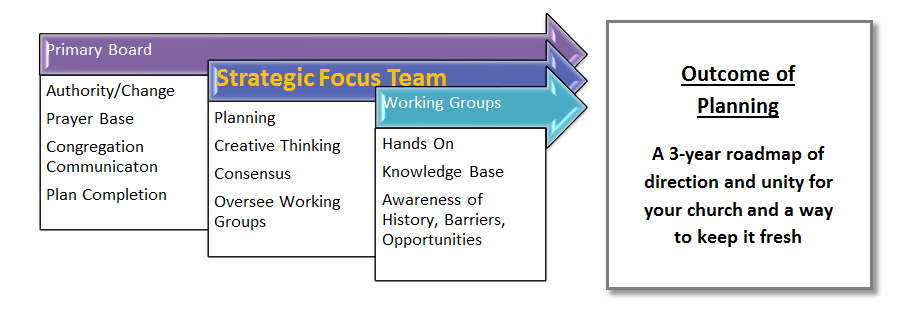 Primary Board
Authority/Change
Prayer Base
Congregation
Communicaton
Plan Completion
Strategic Focus Team
Planning
Creative Thinking
Consensus
Oversee Working
Groups
Working Groups
Hands On
Knowledge Base
Awareness of
History, Barriers,
Opportunities
Outcome of
Planning
A 3-year roadmap of
direction and unity for
your church and a way
to keep it fresh